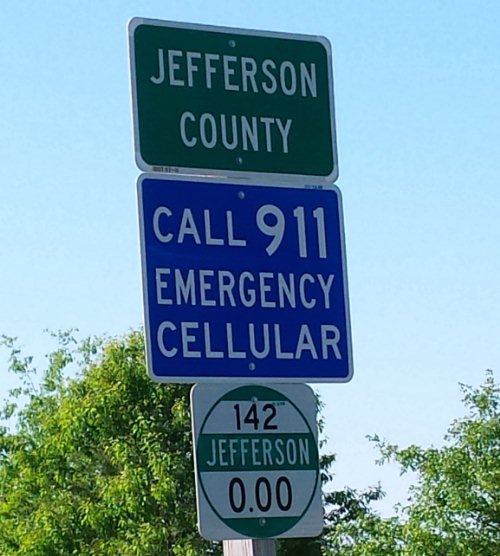 JEFFERSON
COUNTY
CALL 911
EMERGENCY
CELLULAR
142
JEFFERSON
0.00